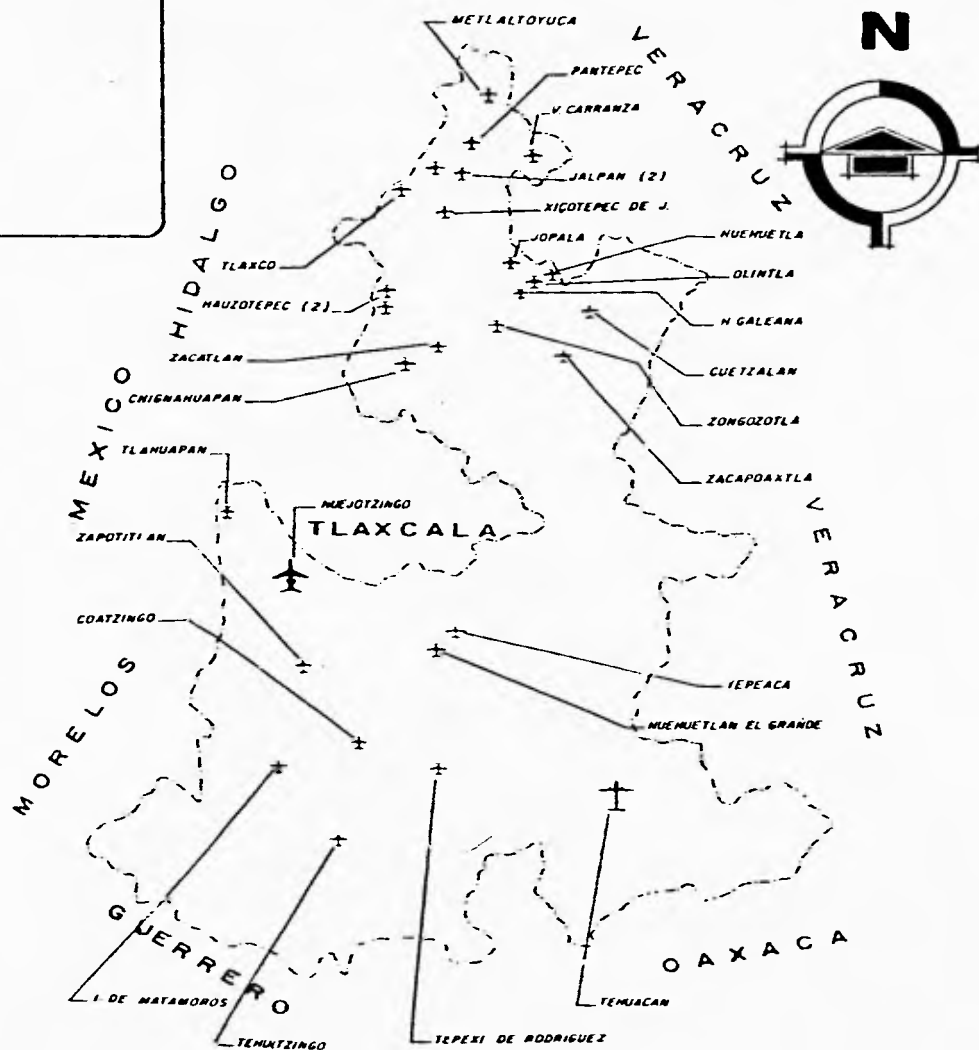 METLALTOYUCA
N
VERACRUZ
PANTEPEC
V. CARRANZA
JALPAN (2)
HIDALGO
XIÇOTEPEC DE J.
HUEHUETLA
JOPALA
TLAXCO
OLINTLA
HAUZOTEPEC (2)
H GALEANA
ZACATLAN
CUETZALAN
MEXICO
CHIGNAHUAPAN
ZONGOZOTLA
TLAHUAPAN
ZACAPOAXTLA
HUEJOTZINGO
TLAXCALA
VERACRUZ
ZAPOTITLAN
COATZINGO
MORELOS
TEPEACA
HUEHUETLAN EL GRANDE
GUERRERO
OAXACA
I. DE MATAMOROS
TEHUACAN
TEHUITZINGO
TEPEXI DE RODRIGUEZ